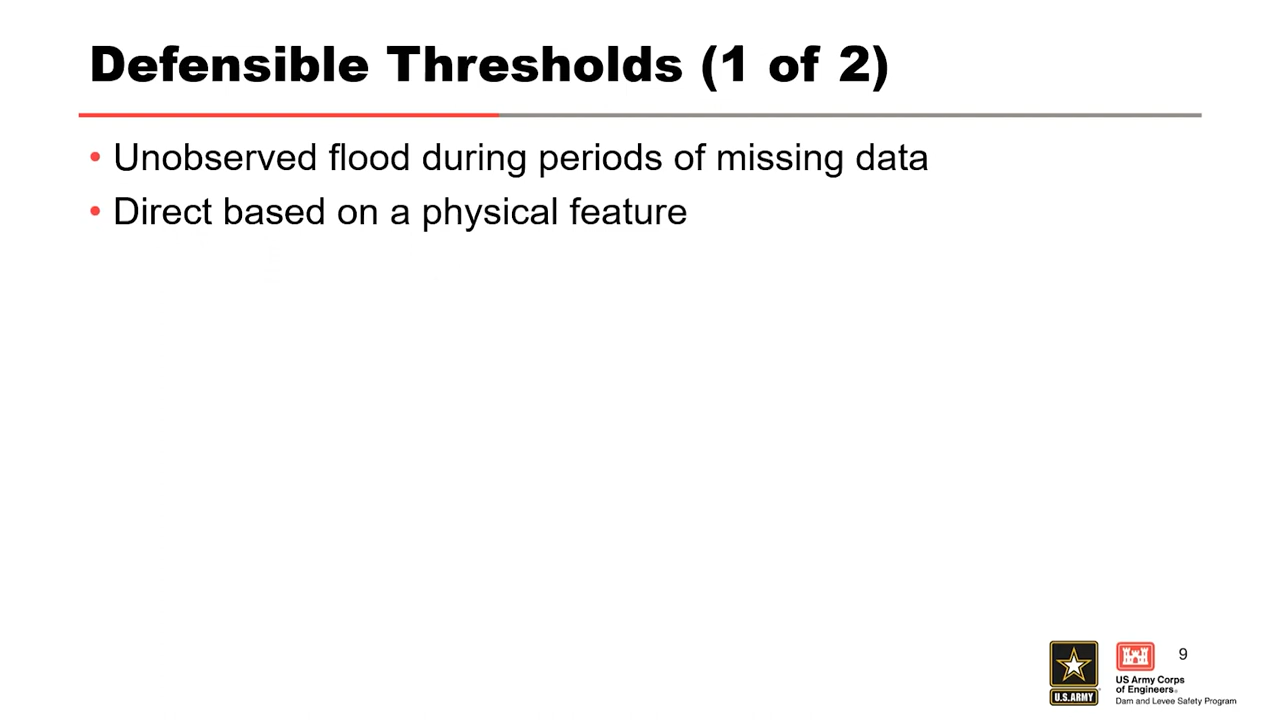 Defensible Thresholds (1 of 2)
• Unobserved flood during periods of missing data
• Direct based on a physical feature
9
U.S.ARMY
US Army Corps
of Engineers®
Dam and Levee Safety Program